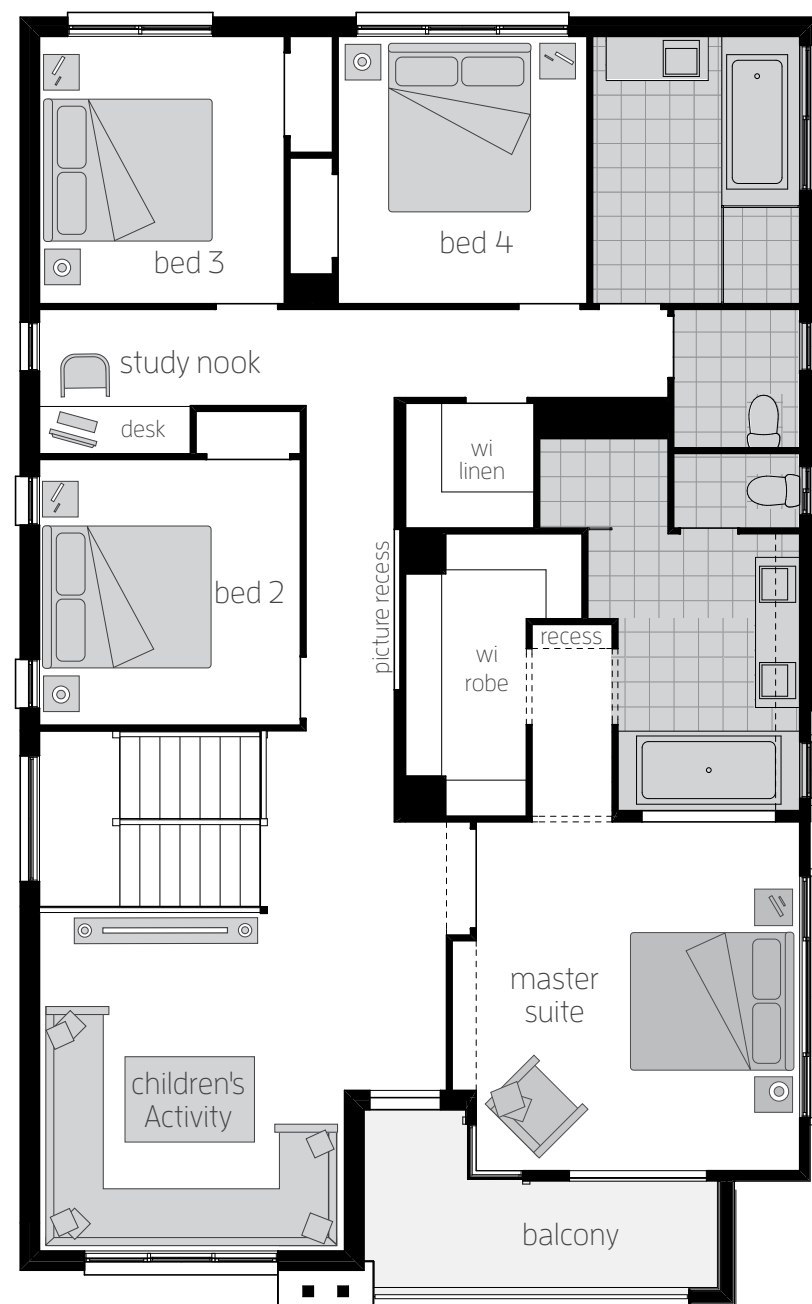 bed 3
bed 4
study nook
desk
wi
linen
bed 2
picture recess
recess
wi
robe
master
suite
children's
Activity
balcony